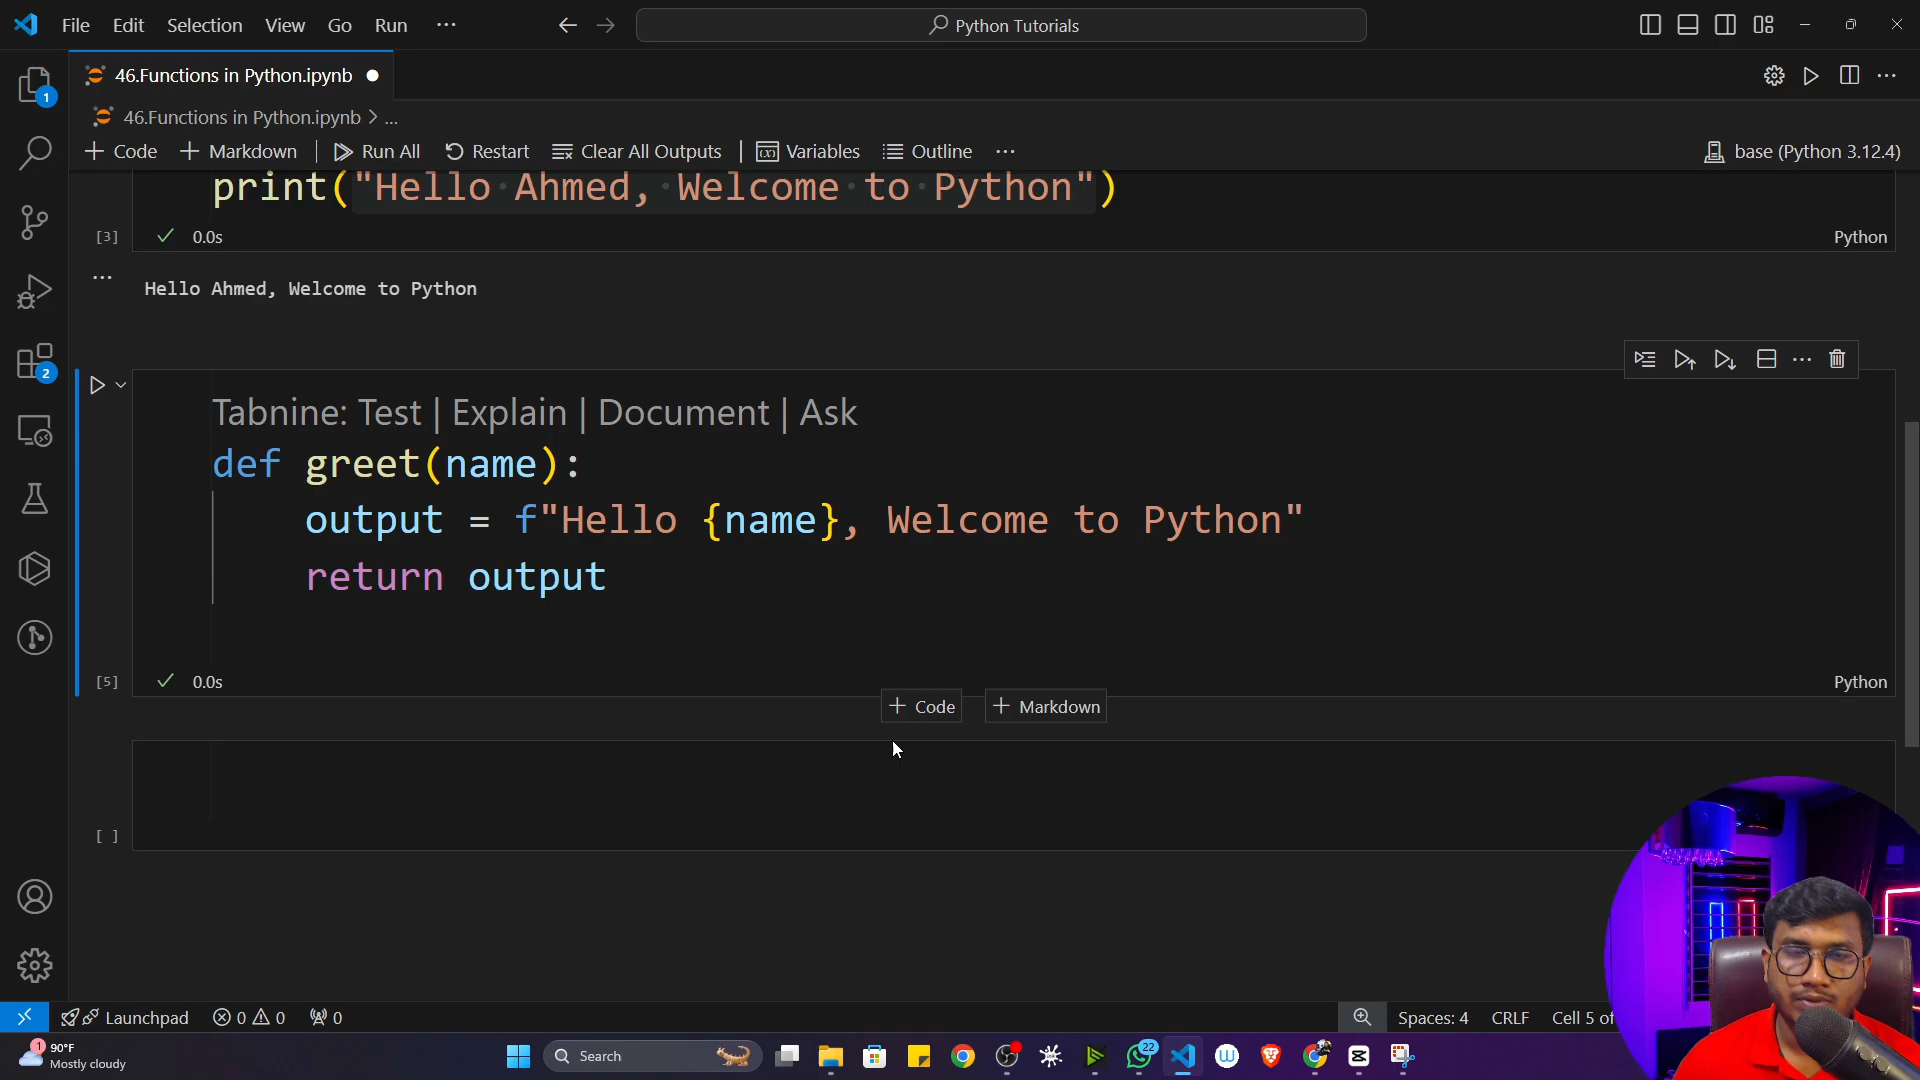 File Edit Selection View Go Run ···
Python Tutorials
46.Functions in Python.ipynb
46.Functions in Python.ipynb > ...
Code Markdown Run All Restart Clear All Outputs Variables Outline ··· base (Python 3.12.4)
print("Hello·Ahmed,·Welcome·to·Python")
[3] 0.0s Python
Hello Ahmed, Welcome to Python
Tabnine: Test | Explain | Document | Ask
def greet(name):
output = f"Hello {name}, Welcome to Python"
return output
[5] 0.0s Python
+ Code + Markdown
[ ]
1
2
Launchpad 0 0 0 Spaces: 4 CRLF Cell 5 of
1 90°F
Mostly cloudy
Search
22